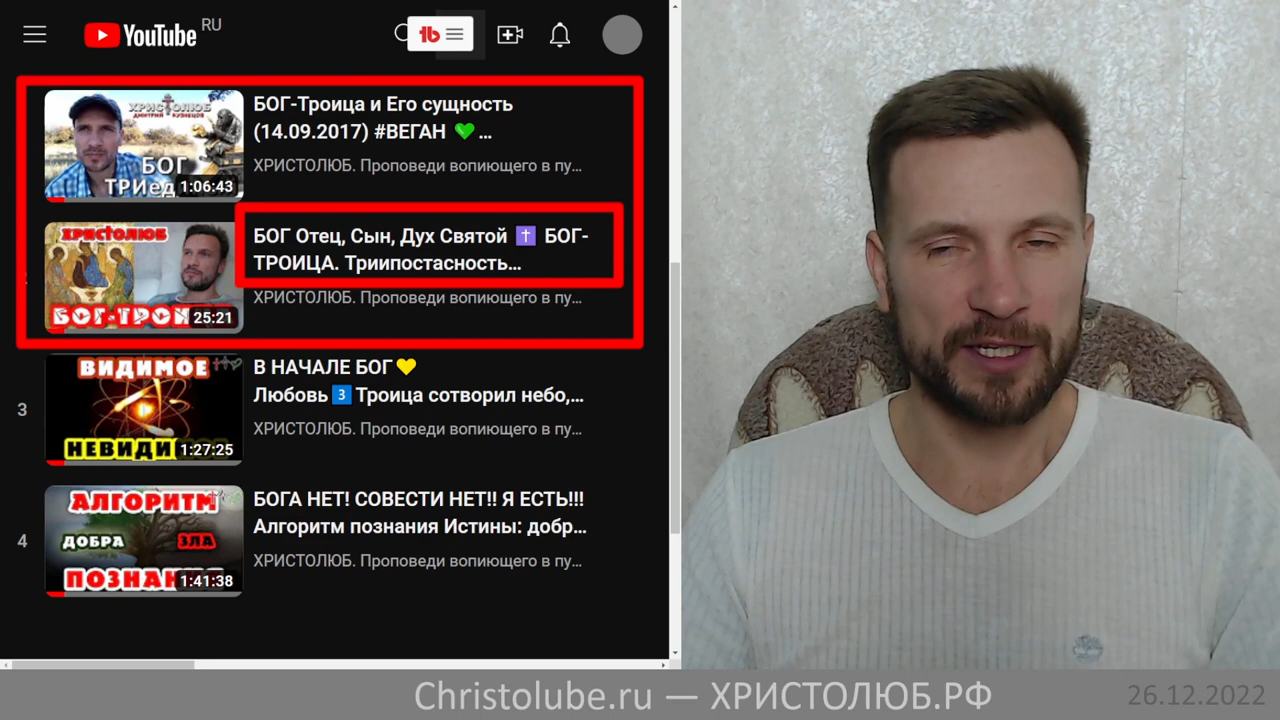 YouTube RU
ХРИСТОЛЮБ
ДМИТРИЙ КУЗНЕЦОВ
БОГ
ТРИед
1:06:43
БОГ-Троица и Его сущность
(14.09.2017) #ВЕГАН 💚 ...
ХРИСТОЛЮБ. Проповеди вопиющего в пу...
ХРИСТОЛЮБ
БОГ-ТРОИ
25:21
БОГ Отец, Сын, Дух Святой ✝️ БОГ-
ТРОИЦА. Триипостасность...
ХРИСТОЛЮБ. Проповеди вопиющего в пу...
3
ВИДИМОЕ
НЕВИДИ
1:27:25
В НАЧАЛЕ БОГ💛
Любовь 3️⃣ Троица сотворил небо,...
ХРИСТОЛЮБ. Проповеди вопиющего в пу...
4
АЛГОРИТМ
ДОБРА ЗЛА
ПОЗНАН
1:41:38
БОГА НЕТ! СОВЕСТИ НЕТ!! Я ЕСТЬ!!!
Алгоритм познания Истины: добр...
ХРИСТОЛЮБ. Проповеди вопиющего в пу...
Christolube.ru — ХРИСТОЛЮБ.РФ
26.12.2022